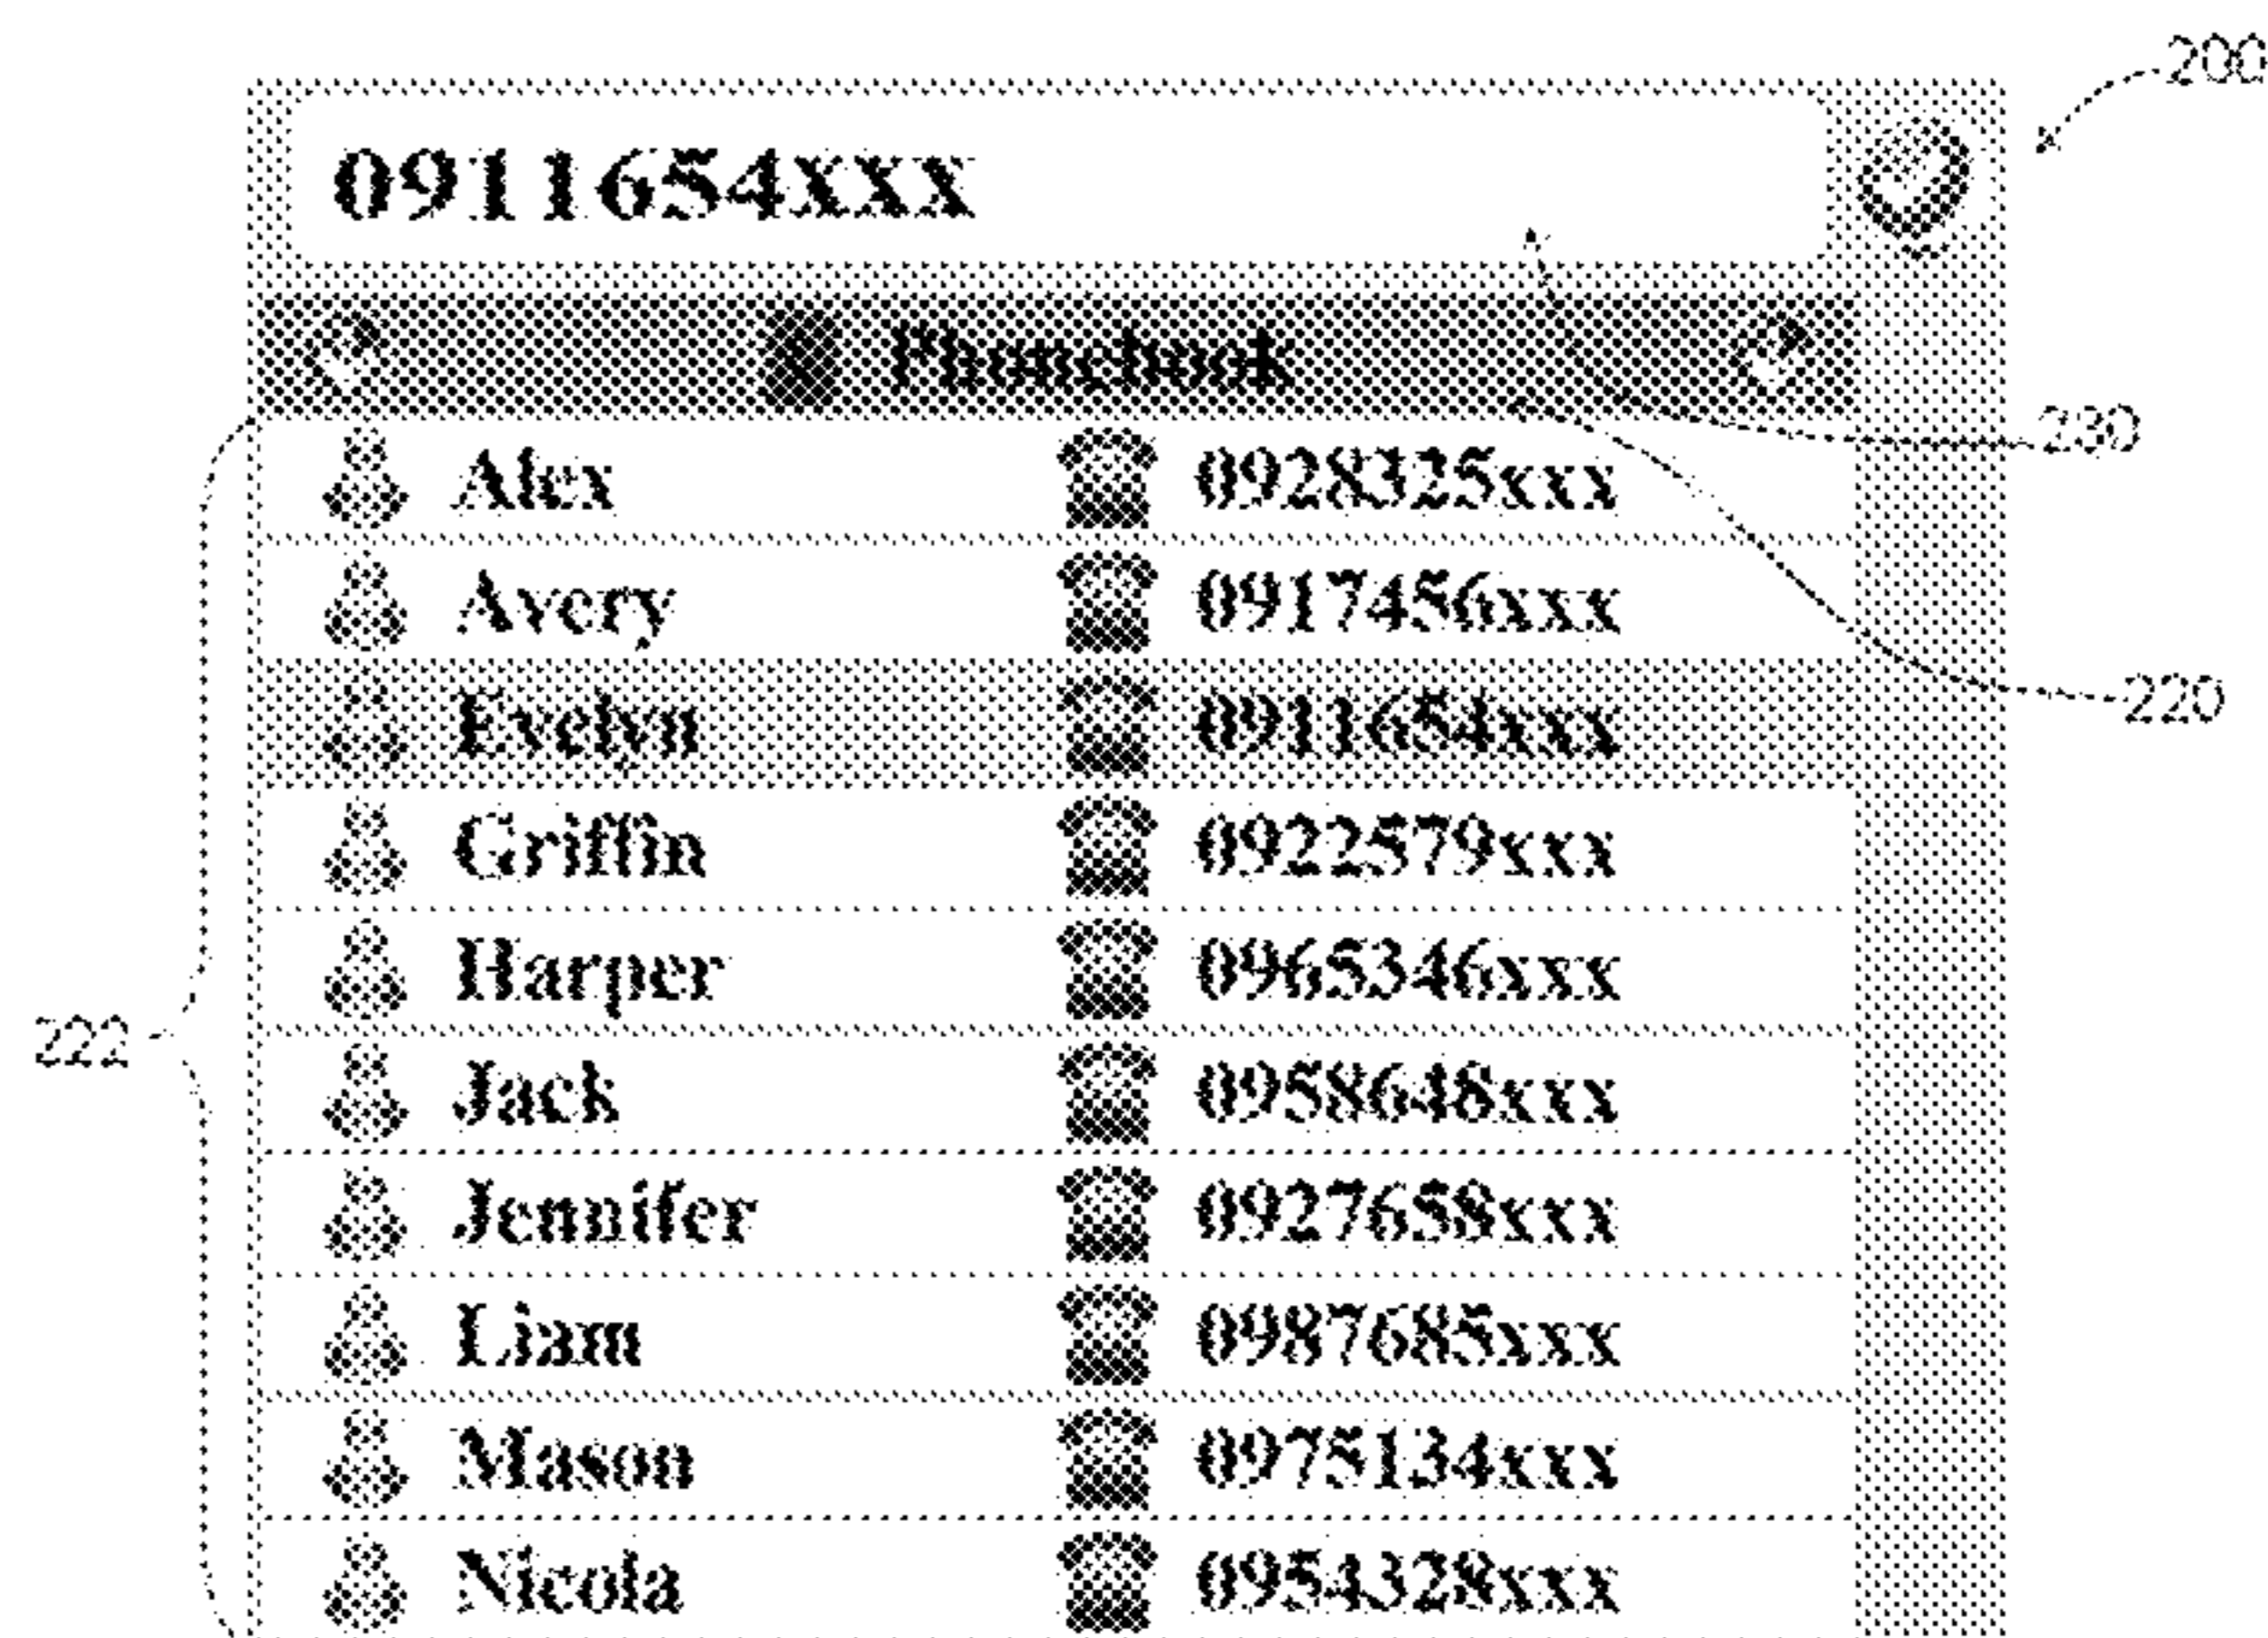 200
0911654xxx
Phonebook
230
Alex 0928325xxx
Avery 0917456xxx
220
Evelyn 0911654xxx
Griffin 0922579xxx
Harper 0965346xxx
222
Jack 0958648xxx
Jennifer 0927658xxx
Liam 0987685xxx
Mason 0975134xxx
Nicola 0954328xxx